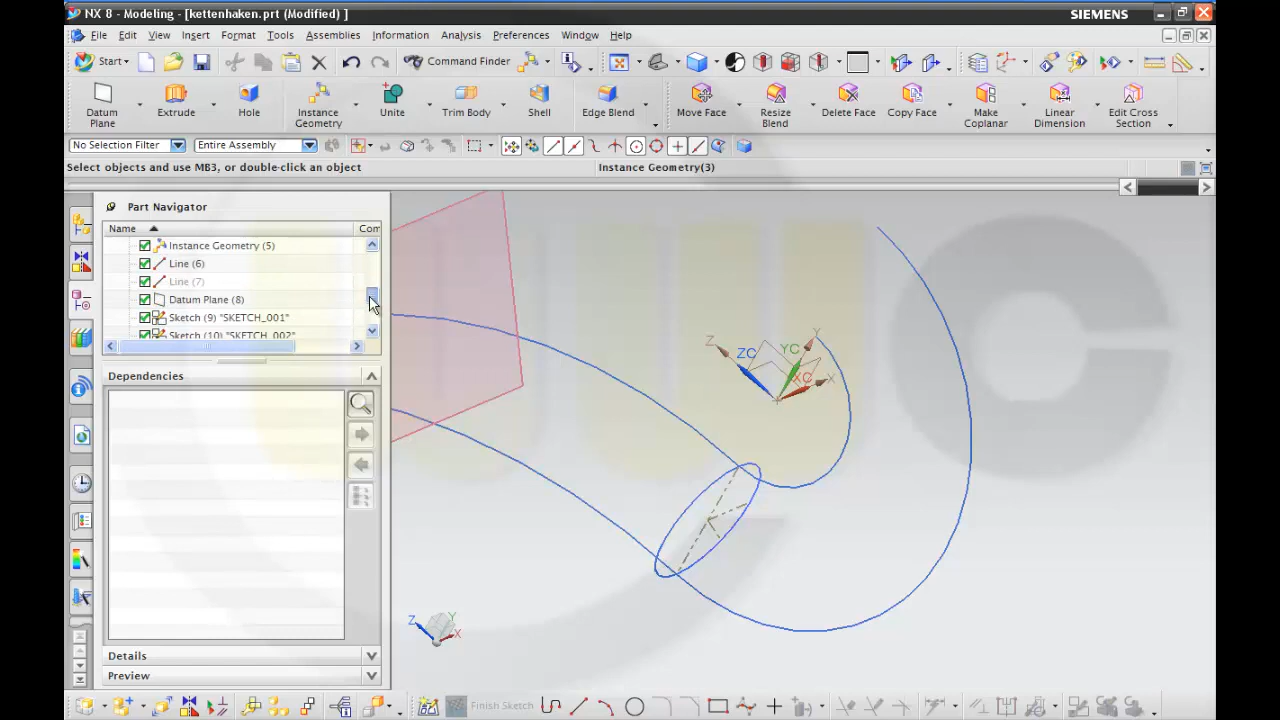 NX 8 - Modeling - [kettenhaken.prt (Modified) ]
SIEMENS
File Edit View Insert Format Tools Assemblies Information Analysis Preferences Window Help
Start
Command Finder
Datum Plane
Extrude
Hole
Instance Geometry
Unite
Trim Body
Shell
Edge Blend
Move Face
Resize Blend
Delete Face
Copy Face
Make Coplanar
Linear Dimension
Edit Cross Section
No Selection Filter
Entire Assembly
Select objects and use MB3, or double-click an object
Instance Geometry(3)
Part Navigator
Name
Com
Instance Geometry (5)
Line (6)
Line (7)
Datum Plane (8)
Sketch (9) "SKETCH_001"
Sketch (10) "SKETCH_002"
Dependencies
Details
Preview
Z
ZC
YC
Y
XC
X
Z
Y
X
Finish Sketch